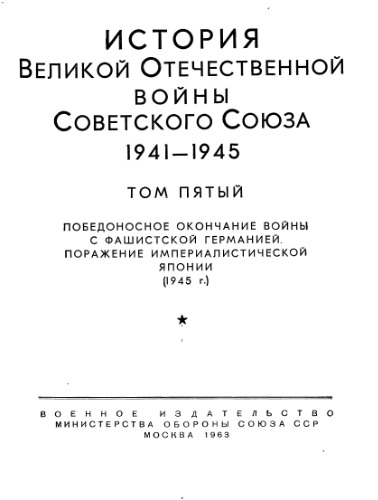 ИСТОРИЯ
ВЕЛИКОЙ ОТЕЧЕСТВЕННОЙ
ВОЙНЫ
СОВЕТСКОГО СОЮЗА
1941—1945
ТОМ ПЯТЫЙ
ПОБЕДОНОСНОЕ ОКОНЧАНИЕ ВОЙНЫ
С ФАШИСТСКОЙ ГЕРМАНИЕЙ.
ПОРАЖЕНИЕ ИМПЕРИАЛИСТИЧЕСКОЙ
ЯПОНИИ
(1945 г.)
★
ВОЕННОЕ ИЗДАТЕЛЬСТВО
МИНИСТЕРСТВА ОБОРОНЫ СОЮЗА ССР
МОСКВА 1963